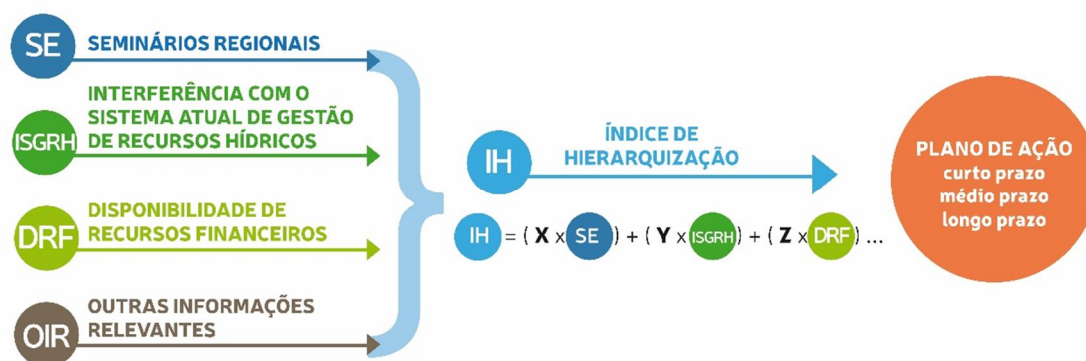 SE
SEMINÁRIOS REGIONAIS
ISGRH
INTERFERÊNCIA COM O
SISTEMA ATUAL DE GESTÃO
DE RECURSOS HÍDRICOS
DRF
DISPONIBILIDADE DE
RECURSOS FINANCEIROS
OIR
OUTRAS INFORMAÇÕES
RELEVANTES
IH
ÍNDICE DE
HIERARQUIZAÇÃO
IH = ( X x SE ) + ( Y x ISGRH ) + ( Z x DRF ) ...
PLANO DE AÇÃO
curto prazo
médio prazo
longo prazo